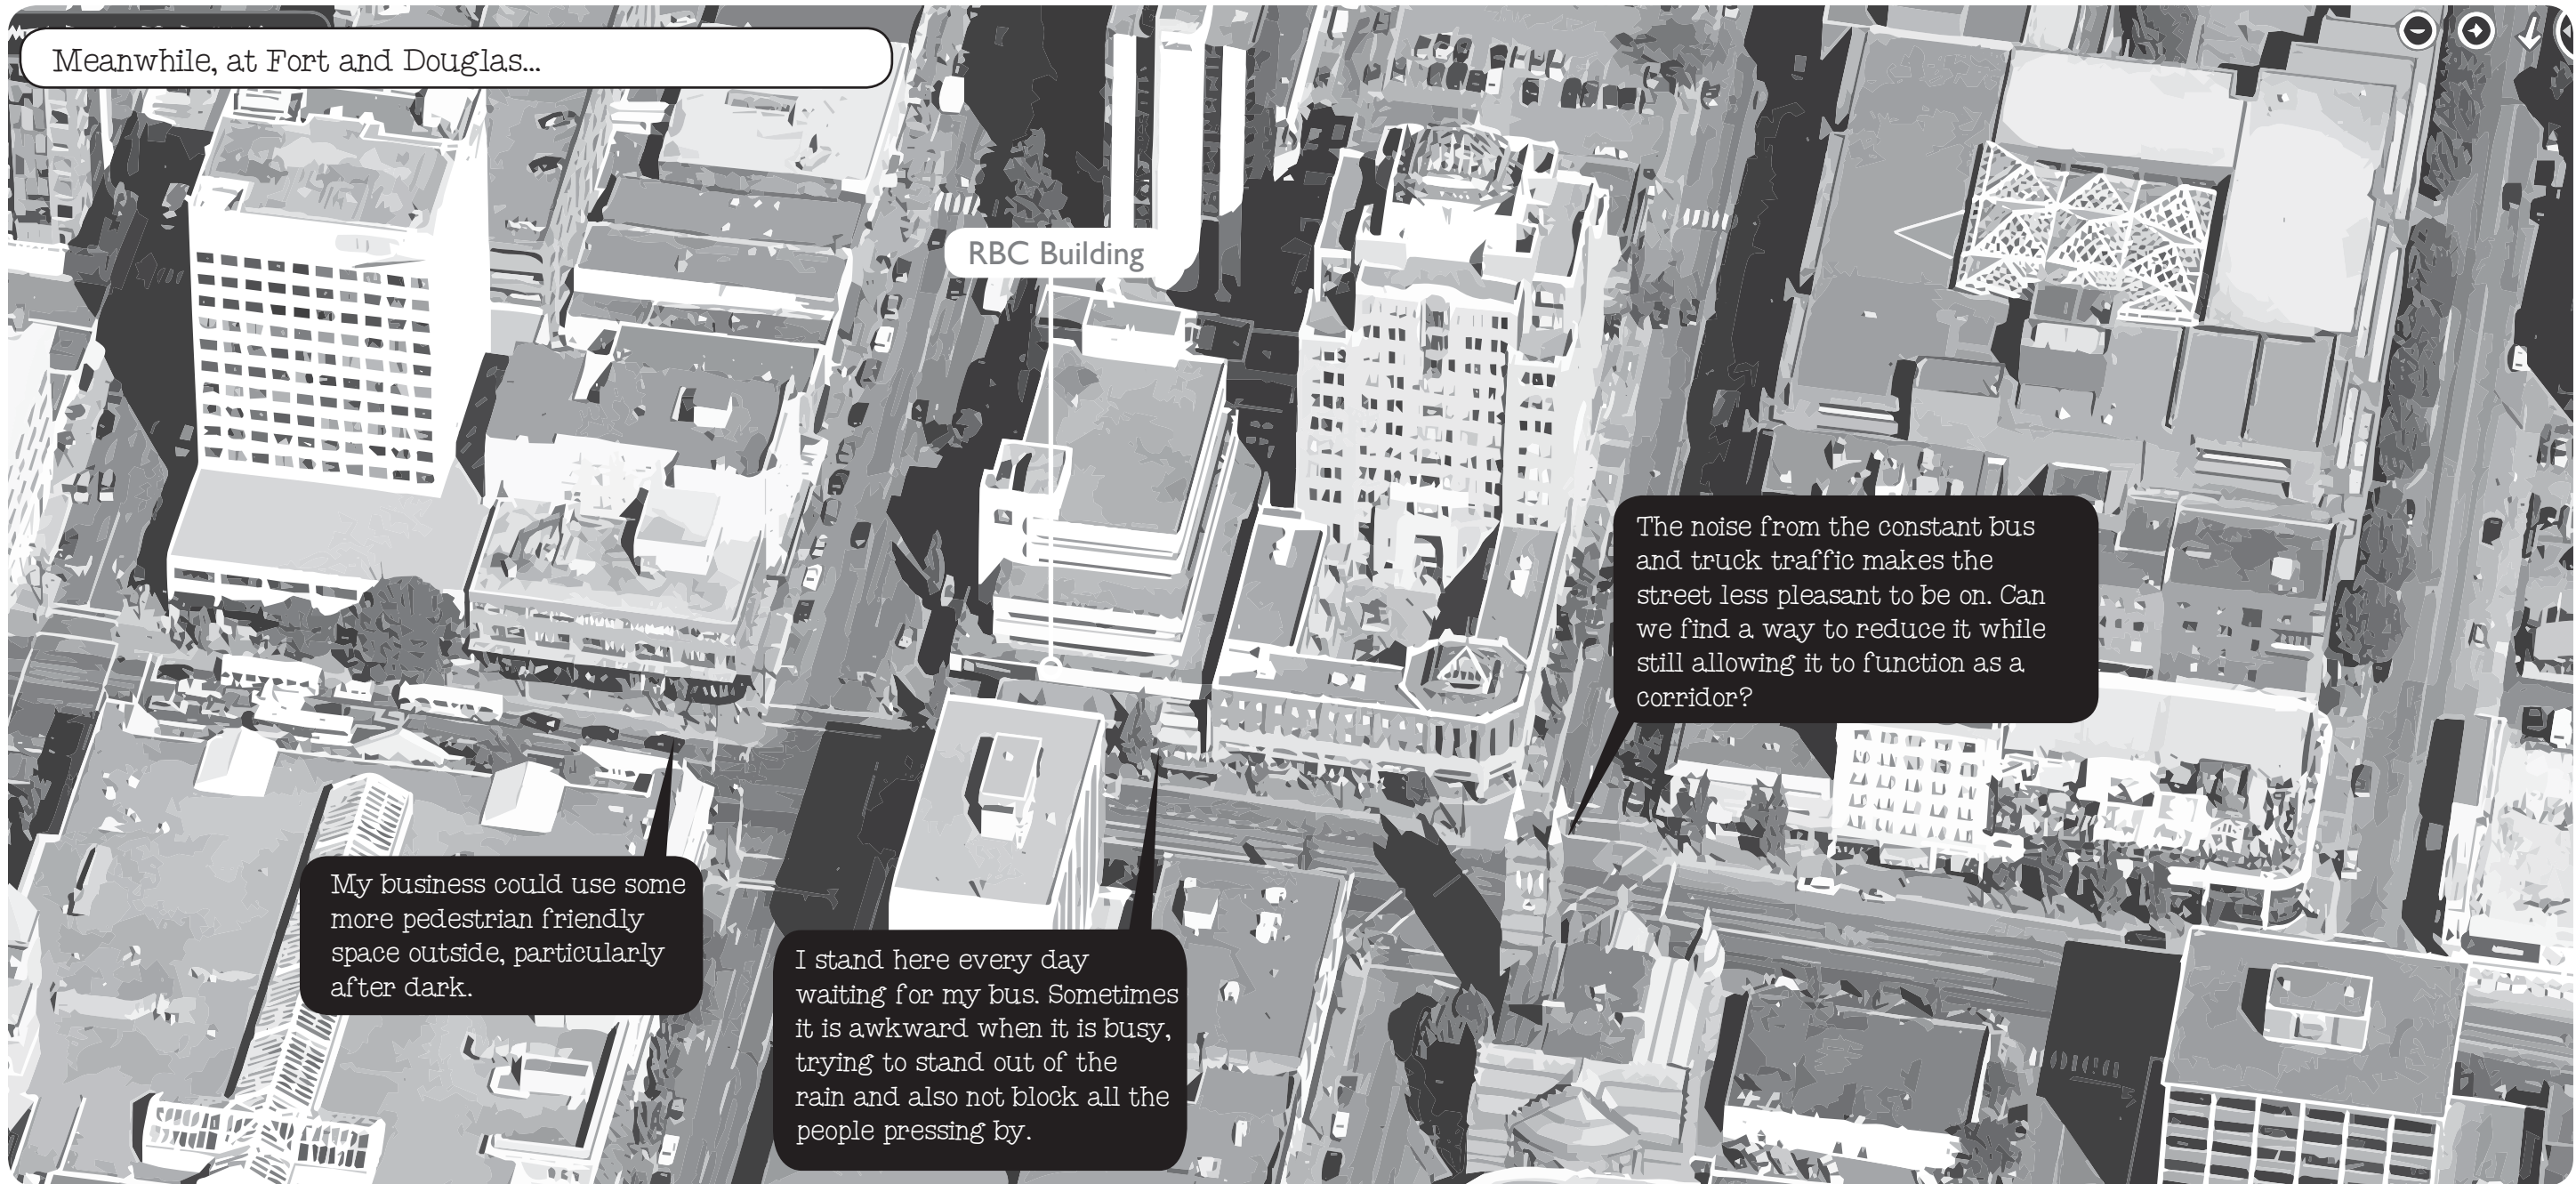 Meanwhile, at Fort and Douglas...
RBC Building
The noise from the constant bus
and truck traffic makes the
street less pleasant to be on. Can
we find a way to reduce it while
still allowing it to function as a
corridor?
My business could use some
more pedestrian friendly
space outside, particularly
after dark.
I stand here every day
waiting for my bus. Sometimes
it is awkward when it is busy,
trying to stand out of the
rain and also not block all the
people pressing by.